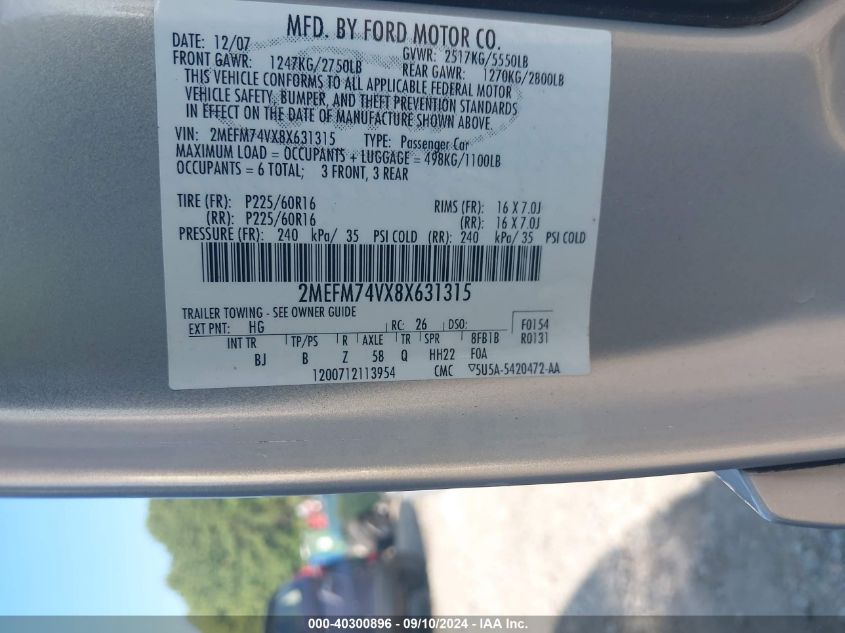 MFD. BY FORD MOTOR CO.
DATE: 12/07 GVWR: 2517KG/5550LB
FRONT GAWR: 1247KG/2750LB REAR GAWR: 1270KG/2800LB
THIS VEHICLE CONFORMS TO ALL APPLICABLE FEDERAL MOTOR
VEHICLE SAFETY, BUMPER, AND THEFT PREVENTION STANDARDS
IN EFFECT ON THE DATE OF MANUFACTURE SHOWN ABOVE.
VIN: 2MEFM74VX8X631315 TYPE: Passenger Car
MAXIMUM LOAD = OCCUPANTS + LUGGAGE = 498KG/1100LB
OCCUPANTS = 6 TOTAL; 3 FRONT, 3 REAR
TIRE (FR): P225/60R16 RIMS (FR): 16 X 7.0J
(RR): P225/60R16 (RR): 16 X 7.0J
PRESSURE (FR): 240 kPa/ 35 PSI COLD (RR): 240 kPa/ 35 PSI COLD
2MEFM74VX8X631315
TRAILER TOWING - SEE OWNER GUIDE
EXT PNT: HG RC: 26 DSO: F0154
INT TR TP/PS R AXLE TR SPR 8FB1B R0131
BJ B Z 58 Q HH22 F0A
1200712113954 CMC ▽5U5A-5420472-AA
000-40300896 - 09/10/2024 - IAA Inc.